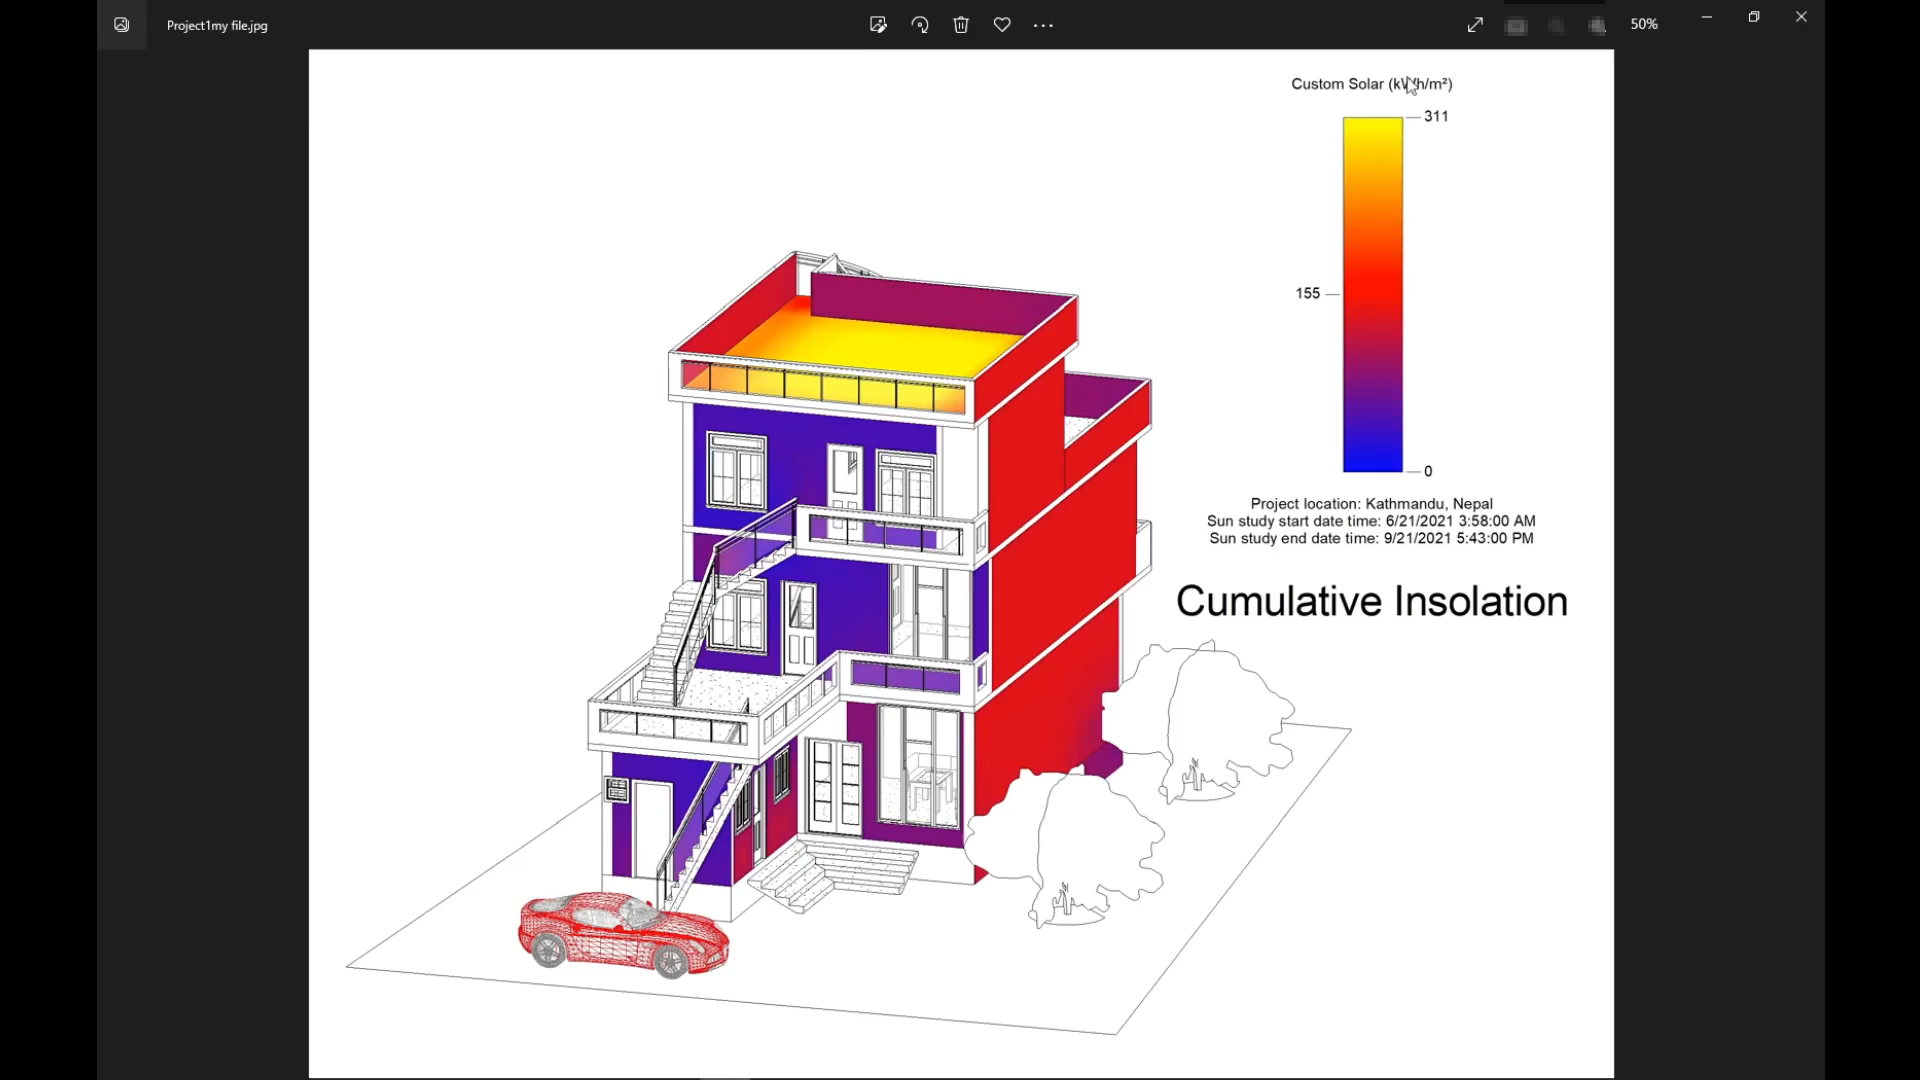 Project1my file.jpg
50%
Custom Solar (kWh/m²)
311
155
0
Project location: Kathmandu, Nepal
Sun study start date time: 6/21/2021 3:58:00 AM
Sun study end date time: 9/21/2021 5:43:00 PM
Cumulative Insolation